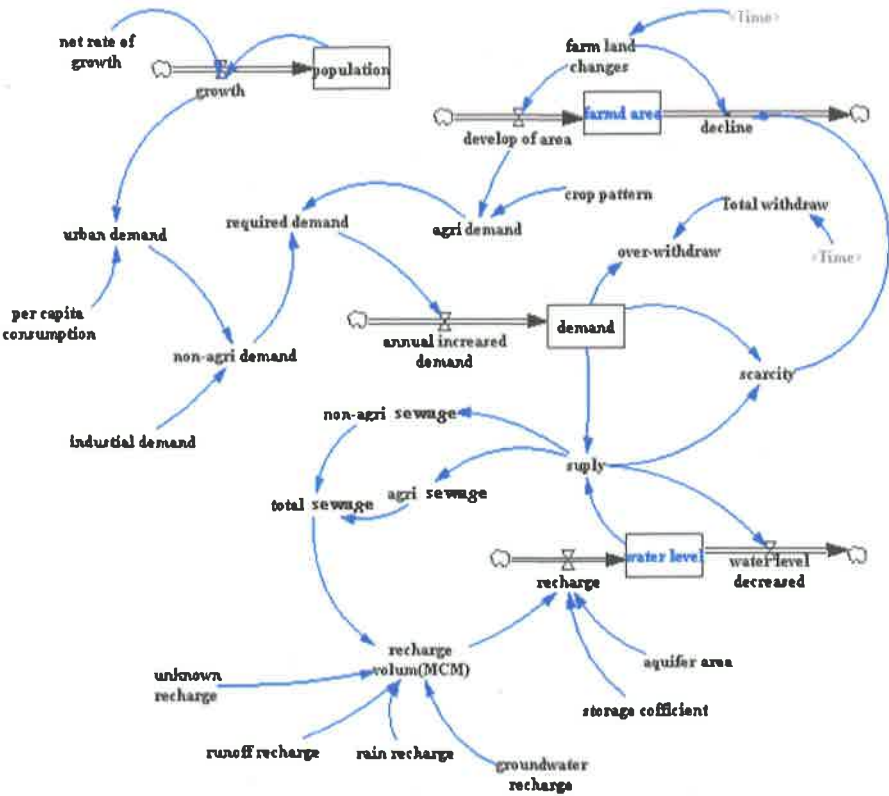 <Time>
net rate of
growth
farm land
changes
population
growth
farmd area
develop of area
decline
crop pattern
Total withdraw
required demand
agri demand
urban demand
over-withdraw
<Time>
per capita
consumption
demand
annual increased
demand
non-agri demand
scarcity
non-agri sewage
industial demand
suply
agri sewage
total sewage
water level
water level
decreased
recharge
recharge
volum(MCM)
aquifer area
unknown
recharge
storage cofficient
runoff recharge
rain recharge
groundwater
recharge